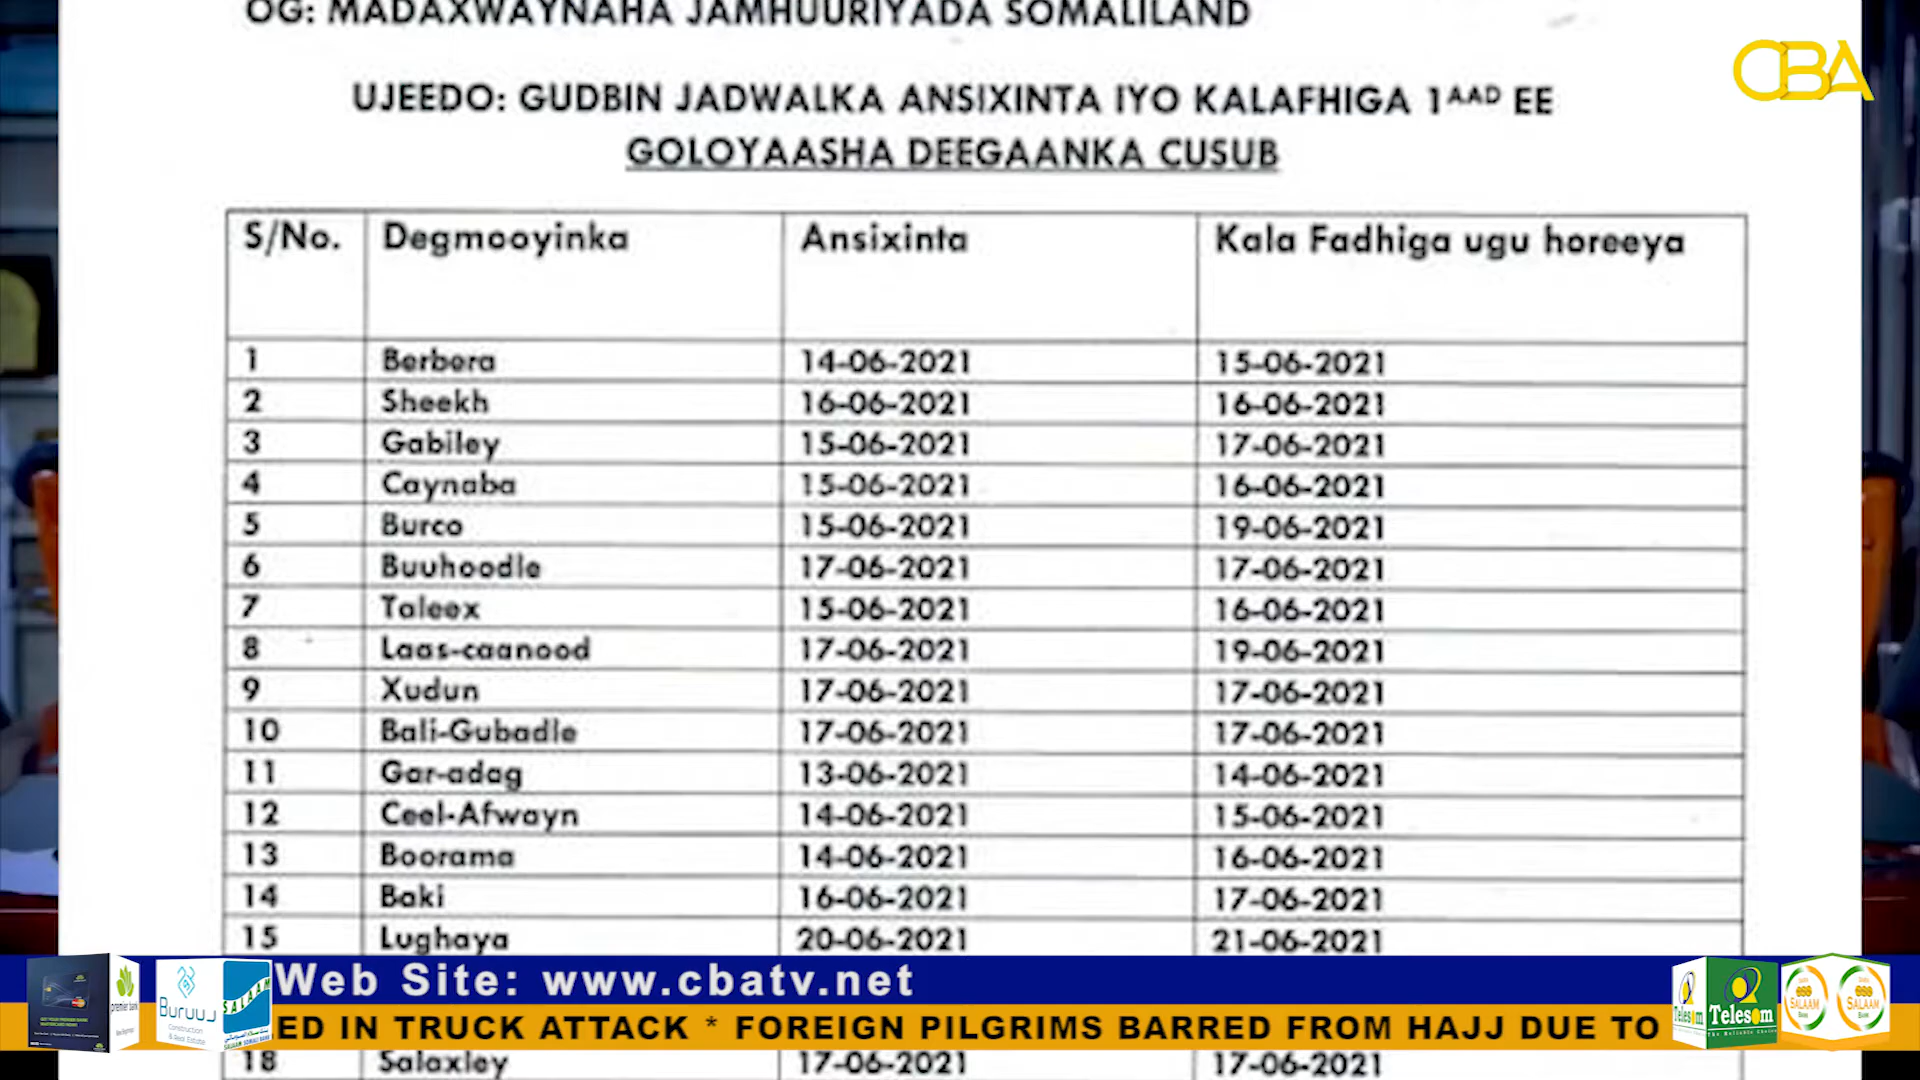 OG: MADAXWAYNAHA JAMHUURIYADA SOMALILAND
CBA
UJEEDO: GUDBIN JADWALKA ANSIXINTA IYO KALAFHIGA 1AAD EE
GOLOYAASHA DEEGAANKA CUSUB
S/No. Degmooyinka Ansixinta Kala Fadhiga ugu horeeya
1 Berbera 14-06-2021 15-06-2021
2 Sheekh 16-06-2021 16-06-2021
3 Gabiley 15-06-2021 17-06-2021
4 Caynaba 15-06-2021 16-06-2021
5 Burco 15-06-2021 19-06-2021
6 Buuhoodle 17-06-2021 17-06-2021
7 Taleex 15-06-2021 16-06-2021
8 Laas-caanood 17-06-2021 19-06-2021
9 Xudun 17-06-2021 17-06-2021
10 Bali-Gubadle 17-06-2021 17-06-2021
11 Gar-adag 13-06-2021 14-06-2021
12 Ceel-Afwayn 14-06-2021 15-06-2021
13 Boorama 14-06-2021 16-06-2021
14 Baki 16-06-2021 17-06-2021
15 Lughaya 20-06-2021 21-06-2021
Web Site: www.cbatv.net
premier bank
Buruuj
Construction
& Real Estate
SALAAM
SALAAM SOMALI BANK
ED IN TRUCK ATTACK * FOREIGN PILGRIMS BARRED FROM HAJJ DUE TO
Telesom
Telesom
SALAAM
SALAAM
18 Salaxley 17-06-2021 17-06-2021